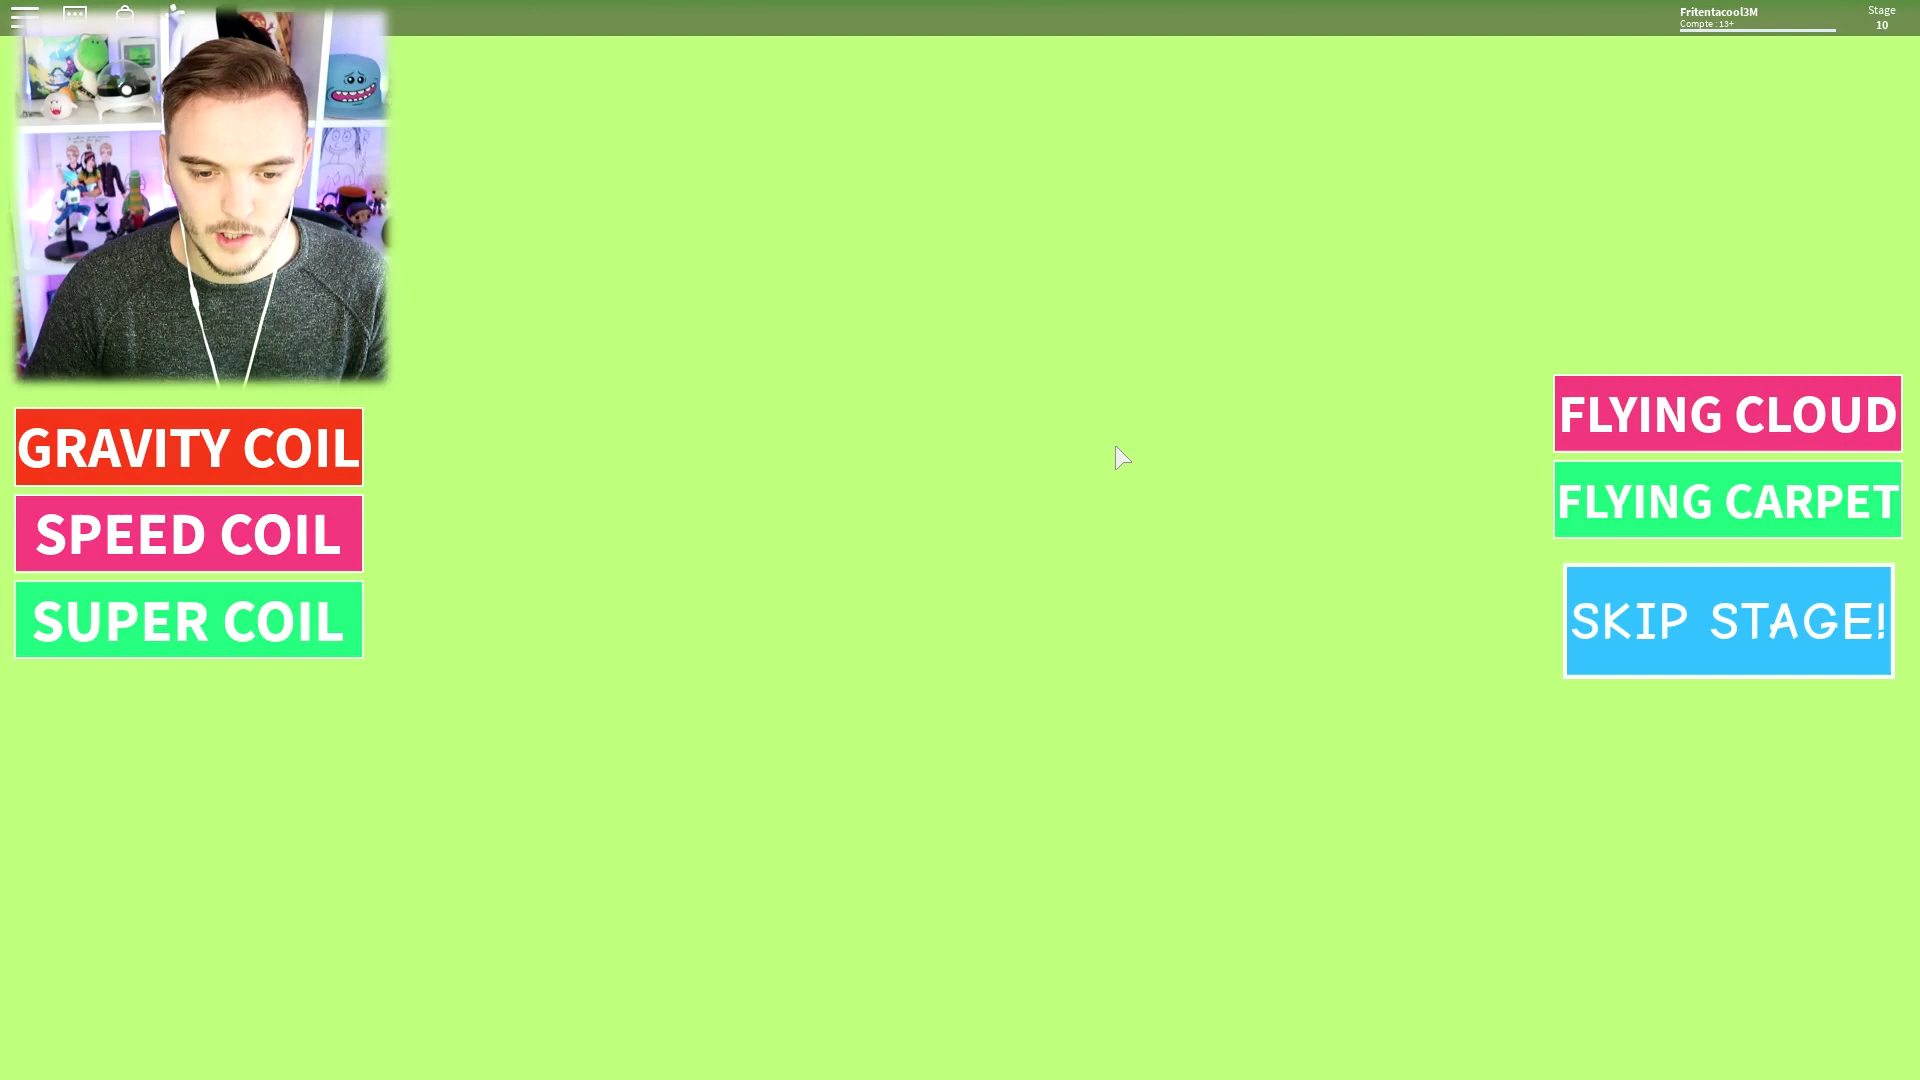 Fritentacool3M
Compte : 13+
Stage
10
GRAVITY COIL
SPEED COIL
SUPER COIL
FLYING CLOUD
FLYING CARPET
SKIP STAGE!